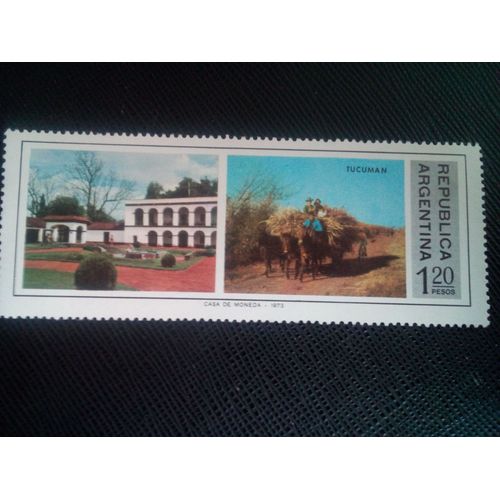 TUCUMAN
REPUBLICA
ARGENTINA
1 20
PESOS
CASA DE MONEDA - 1973